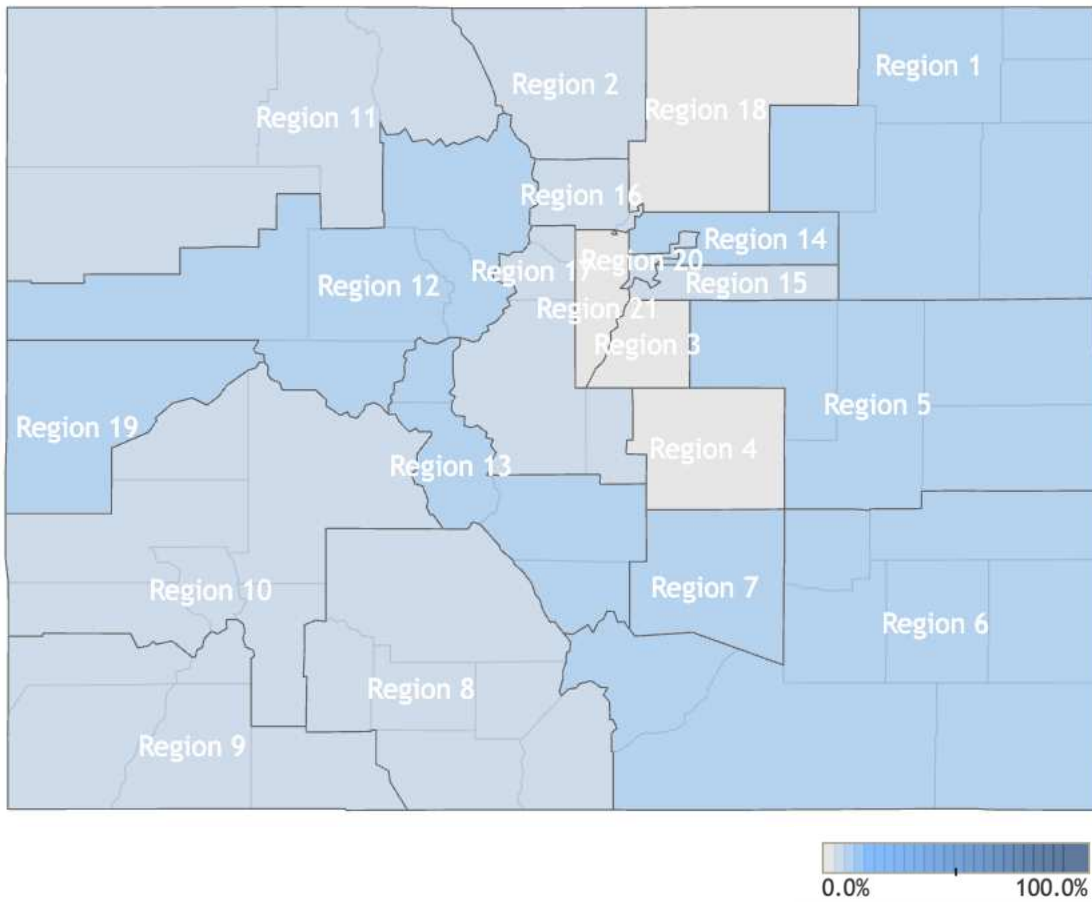 Region 1
Region 2
Region 18
Region 11
Region 16
Region 14
Region 20
Region 17
Region 15
Region 12
Region 21
Region 3
Region 5
Region 19
Region 4
Region 13
Region 7
Region 10
Region 6
Region 8
Region 9
0.0%
100.0%